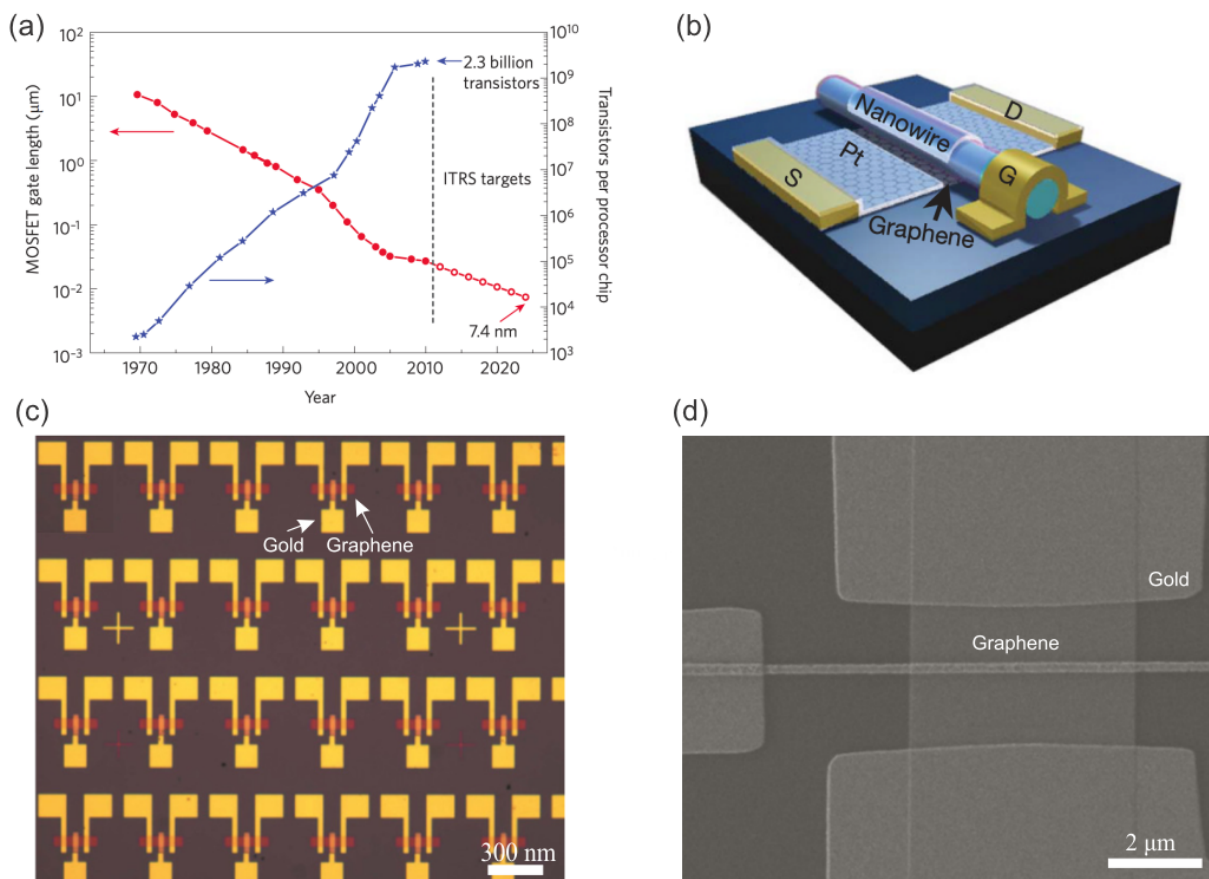 (a)
10² 10¹⁰
2.3 billion
transistors
10¹ 10⁹
10⁸
10⁰ 10⁷
ITRS targets
10⁻¹ 10⁶
10⁵
10⁻² 10⁴
7.4 nm
10⁻³ 10³
1970 1980 1990 2000 2010 2020
Year
MOSFET gate length (μm)
Transistors per processor chip
(b)
Nanowire
D
Pt
S
G
Graphene
(c)
Gold Graphene
300 nm
(d)
Gold
Graphene
2 μm